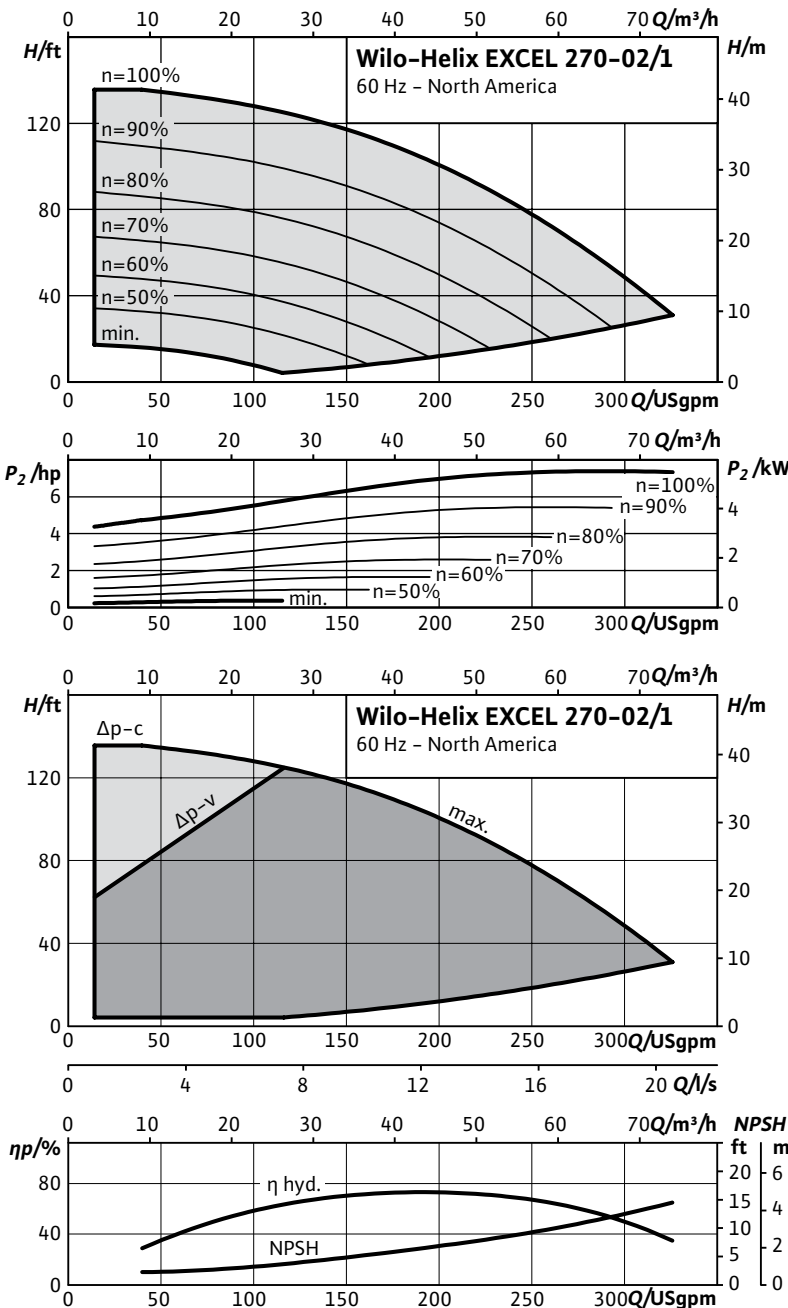 0 10 20 30 40 50 60 70 Q/m³/h
H/ft
H/m
Wilo-Helix EXCEL 270-02/1
60 Hz – North America
n=100%
n=90%
n=80%
n=70%
n=60%
n=50%
min.
120
80
40
0
40
30
20
10
0
0 50 100 150 200 250 300 Q/USgpm
0 10 20 30 40 50 60 70 Q/m³/h
P₂ /hp
P₂ /kW
6
4
2
0
4
2
0
n=100%
n=90%
n=80%
n=70%
n=60%
n=50%
min.
0 50 100 150 200 250 300 Q/USgpm
0 10 20 30 40 50 60 70 Q/m³/h
H/ft
H/m
Wilo-Helix EXCEL 270-02/1
60 Hz – North America
Δp-c
Δp-v
max.
120
80
40
0
40
30
20
10
0
0 50 100 150 200 250 300 Q/USgpm
0 4 8 12 16 20 Q/l/s
0 10 20 30 40 50 60 70 Q/m³/h NPSH
ηp/%
ft m
η hyd.
NPSH
80
40
0
20
15
10
5
0
6
4
2
0
0 50 100 150 200 250 300 Q/USgpm